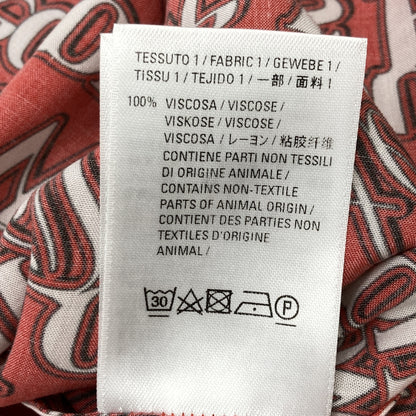 TESSUTO 1 / FABRIC 1 / GEWEBE 1 /
TISSU 1 / TEJIDO 1 / 一部 / 面料 1
100% VISCOSA / VISCOSE /
VISKOSE / VISCOSE /
VISCOSA / レーヨン / 粘胶纤维
CONTIENE PARTI NON TESSILI
DI ORIGINE ANIMALE /
CONTAINS NON-TEXTILE
PARTS OF ANIMAL ORIGIN /
CONTIENT DES PARTIES NON
TEXTILES D'ORIGINE
ANIMAL /
30 P